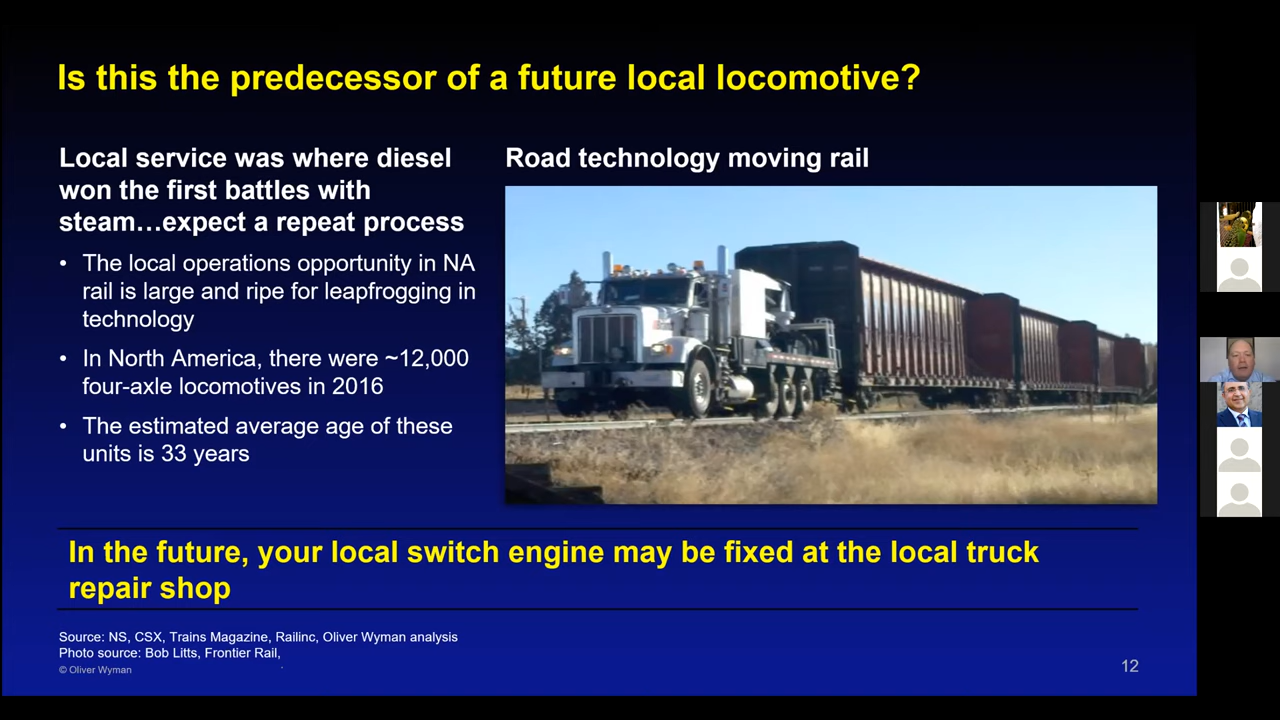 Is this the predecessor of a future local locomotive?
Local service was where diesel
won the first battles with
steam…expect a repeat process
• The local operations opportunity in NA
rail is large and ripe for leapfrogging in
technology
• In North America, there were ~12,000
four-axle locomotives in 2016
• The estimated average age of these
units is 33 years
Road technology moving rail
In the future, your local switch engine may be fixed at the local truck
repair shop
Source: NS, CSX, Trains Magazine, Railinc, Oliver Wyman analysis
Photo source: Bob Litts, Frontier Rail,
© Oliver Wyman
12